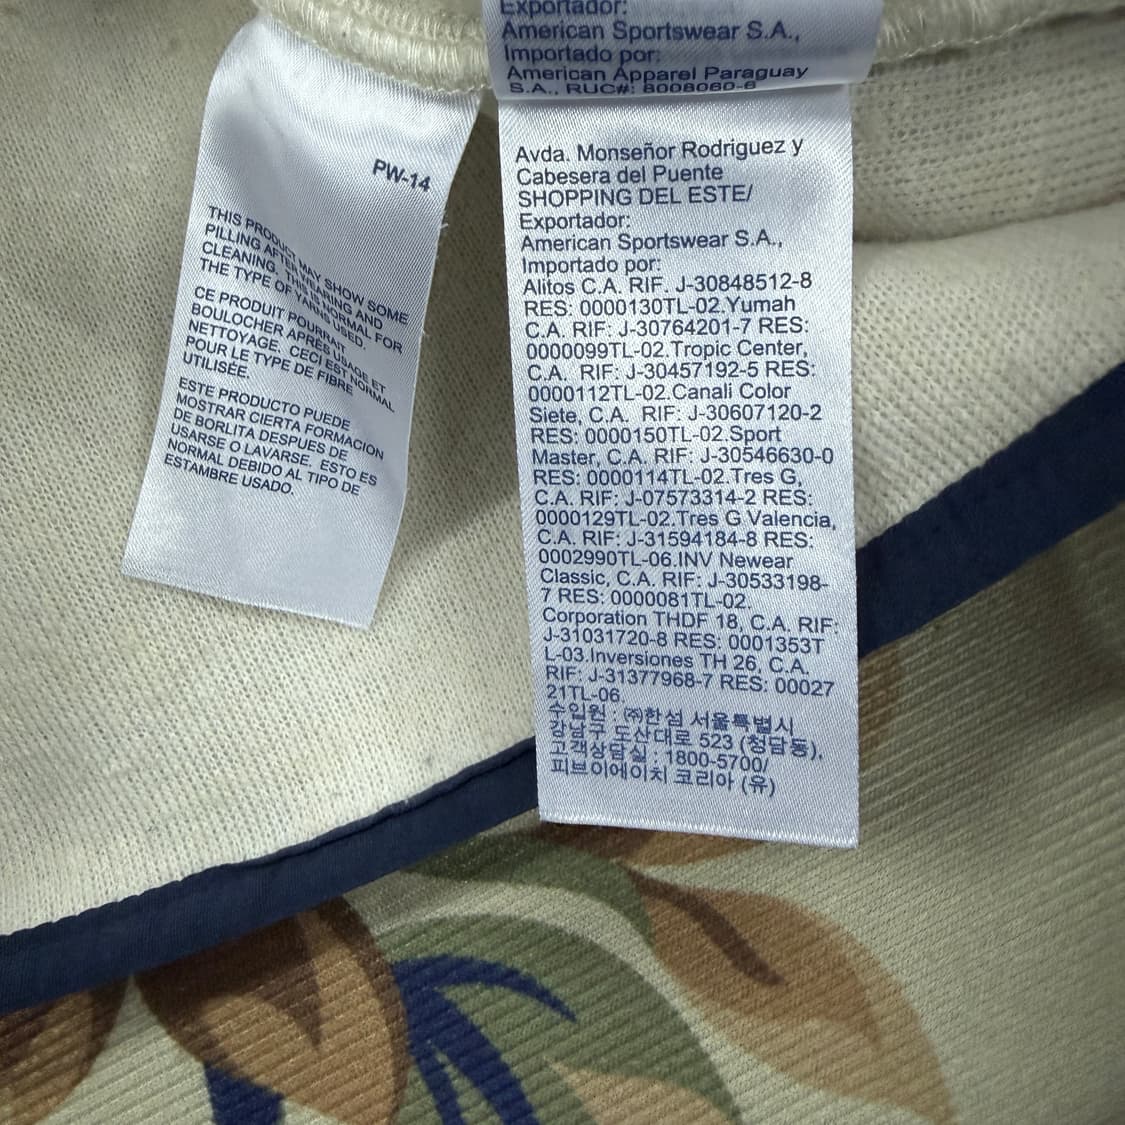 PW-14
THIS PRODUCT MAY SHOW SOME
PILLING AFTER WEARING AND
CLEANING. THIS IS NORMAL FOR
THE TYPE OF YARNS USED.
CE PRODUIT POURRAIT
BOULOCHER APRÈS USAGE ET
NETTOYAGE. CECI EST NORMAL
POUR LE TYPE DE FIBRE
UTILISÉE.
ESTE PRODUCTO PUEDE
MOSTRAR CIERTA FORMACION
DE BORLITA DESPUES DE
USARSE O LAVARSE, ESTO ES
NORMAL DEBIDO AL TIPO DE
ESTAMBRE USADO.
Exportador:
American Sportswear S.A.,
Importado por:
American Apparel Paraguay
S.A., RUC#: 8008060-6
Avda. Monseñor Rodriguez y
Cabesera del Puente
SHOPPING DEL ESTE/
Exportador:
American Sportswear S.A.,
Importado por:
Alitos C.A. RIF. J-30848512-8
RES: 0000130TL-02.Yumah
C.A. RIF: J-30764201-7 RES:
0000099TL-02.Tropic Center,
C.A. RIF: J-30457192-5 RES:
0000112TL-02.Canali Color
Siete, C.A. RIF: J-30607120-2
RES: 0000150TL-02.Sport
Master, C.A. RIF: J-30546630-0
RES: 0000114TL-02.Tres G,
C.A. RIF: J-07573314-2 RES:
0000129TL-02.Tres G Valencia,
C.A. RIF: J-31594184-8 RES:
0002990TL-06.INV Newear
Classic, C.A. RIF: J-30533198-
7 RES: 0000081TL-02.
Corporation THDF 18, C.A. RIF:
J-31031720-8 RES: 0001353T
L-03.Inversiones TH 26, C.A.
RIF: J-31377968-7 RES: 00027
21TL-06.
수입원 : ㈜한섬 서울특별시
강남구 도산대로 523 (청담동),
고객상담실 : 1800-5700/
피브이에이치 코리아 (유)